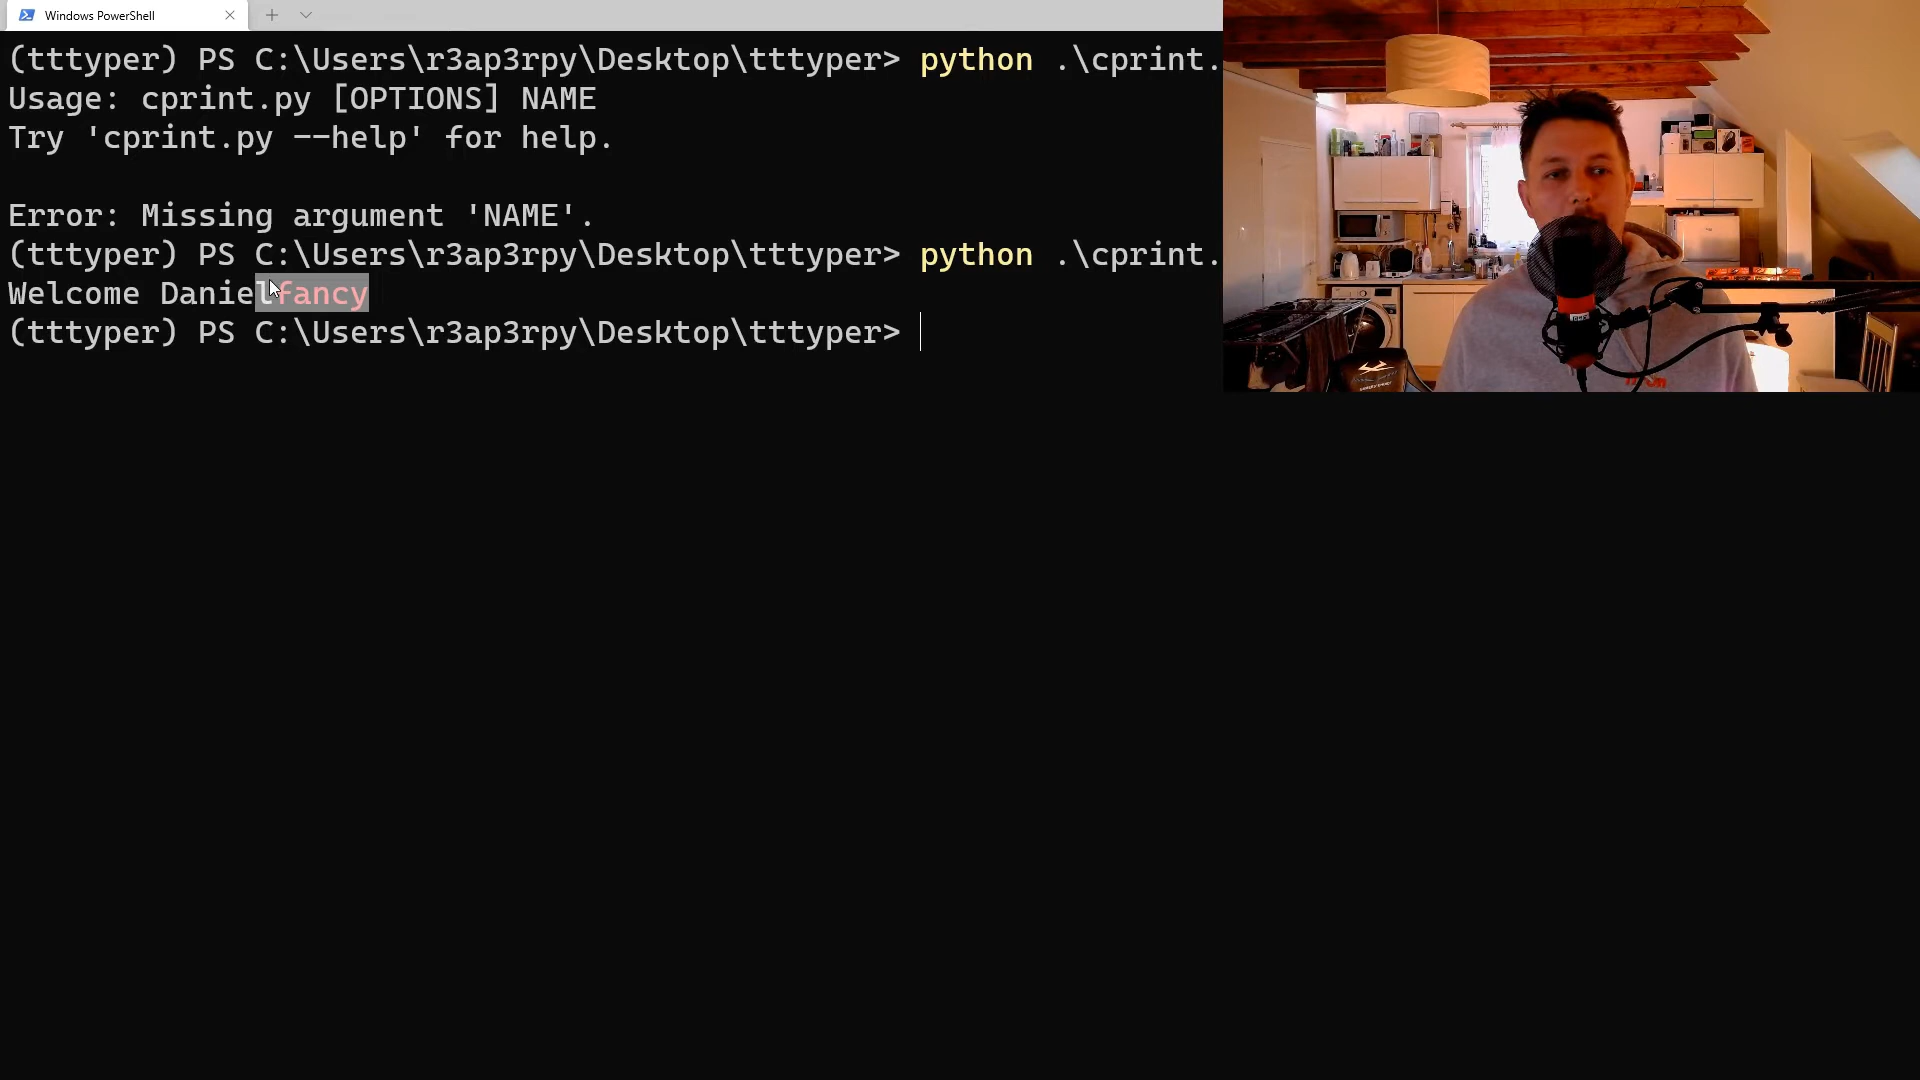 Windows PowerShell
(tttyper) PS C:\Users\r3ap3rpy\Desktop\tttyper> python .\cprint.
Usage: cprint.py [OPTIONS] NAME
Try 'cprint.py --help' for help.
Error: Missing argument 'NAME'.
(tttyper) PS C:\Users\r3ap3rpy\Desktop\tttyper> python .\cprint.
Welcome Danielfancy
(tttyper) PS C:\Users\r3ap3rpy\Desktop\tttyper>